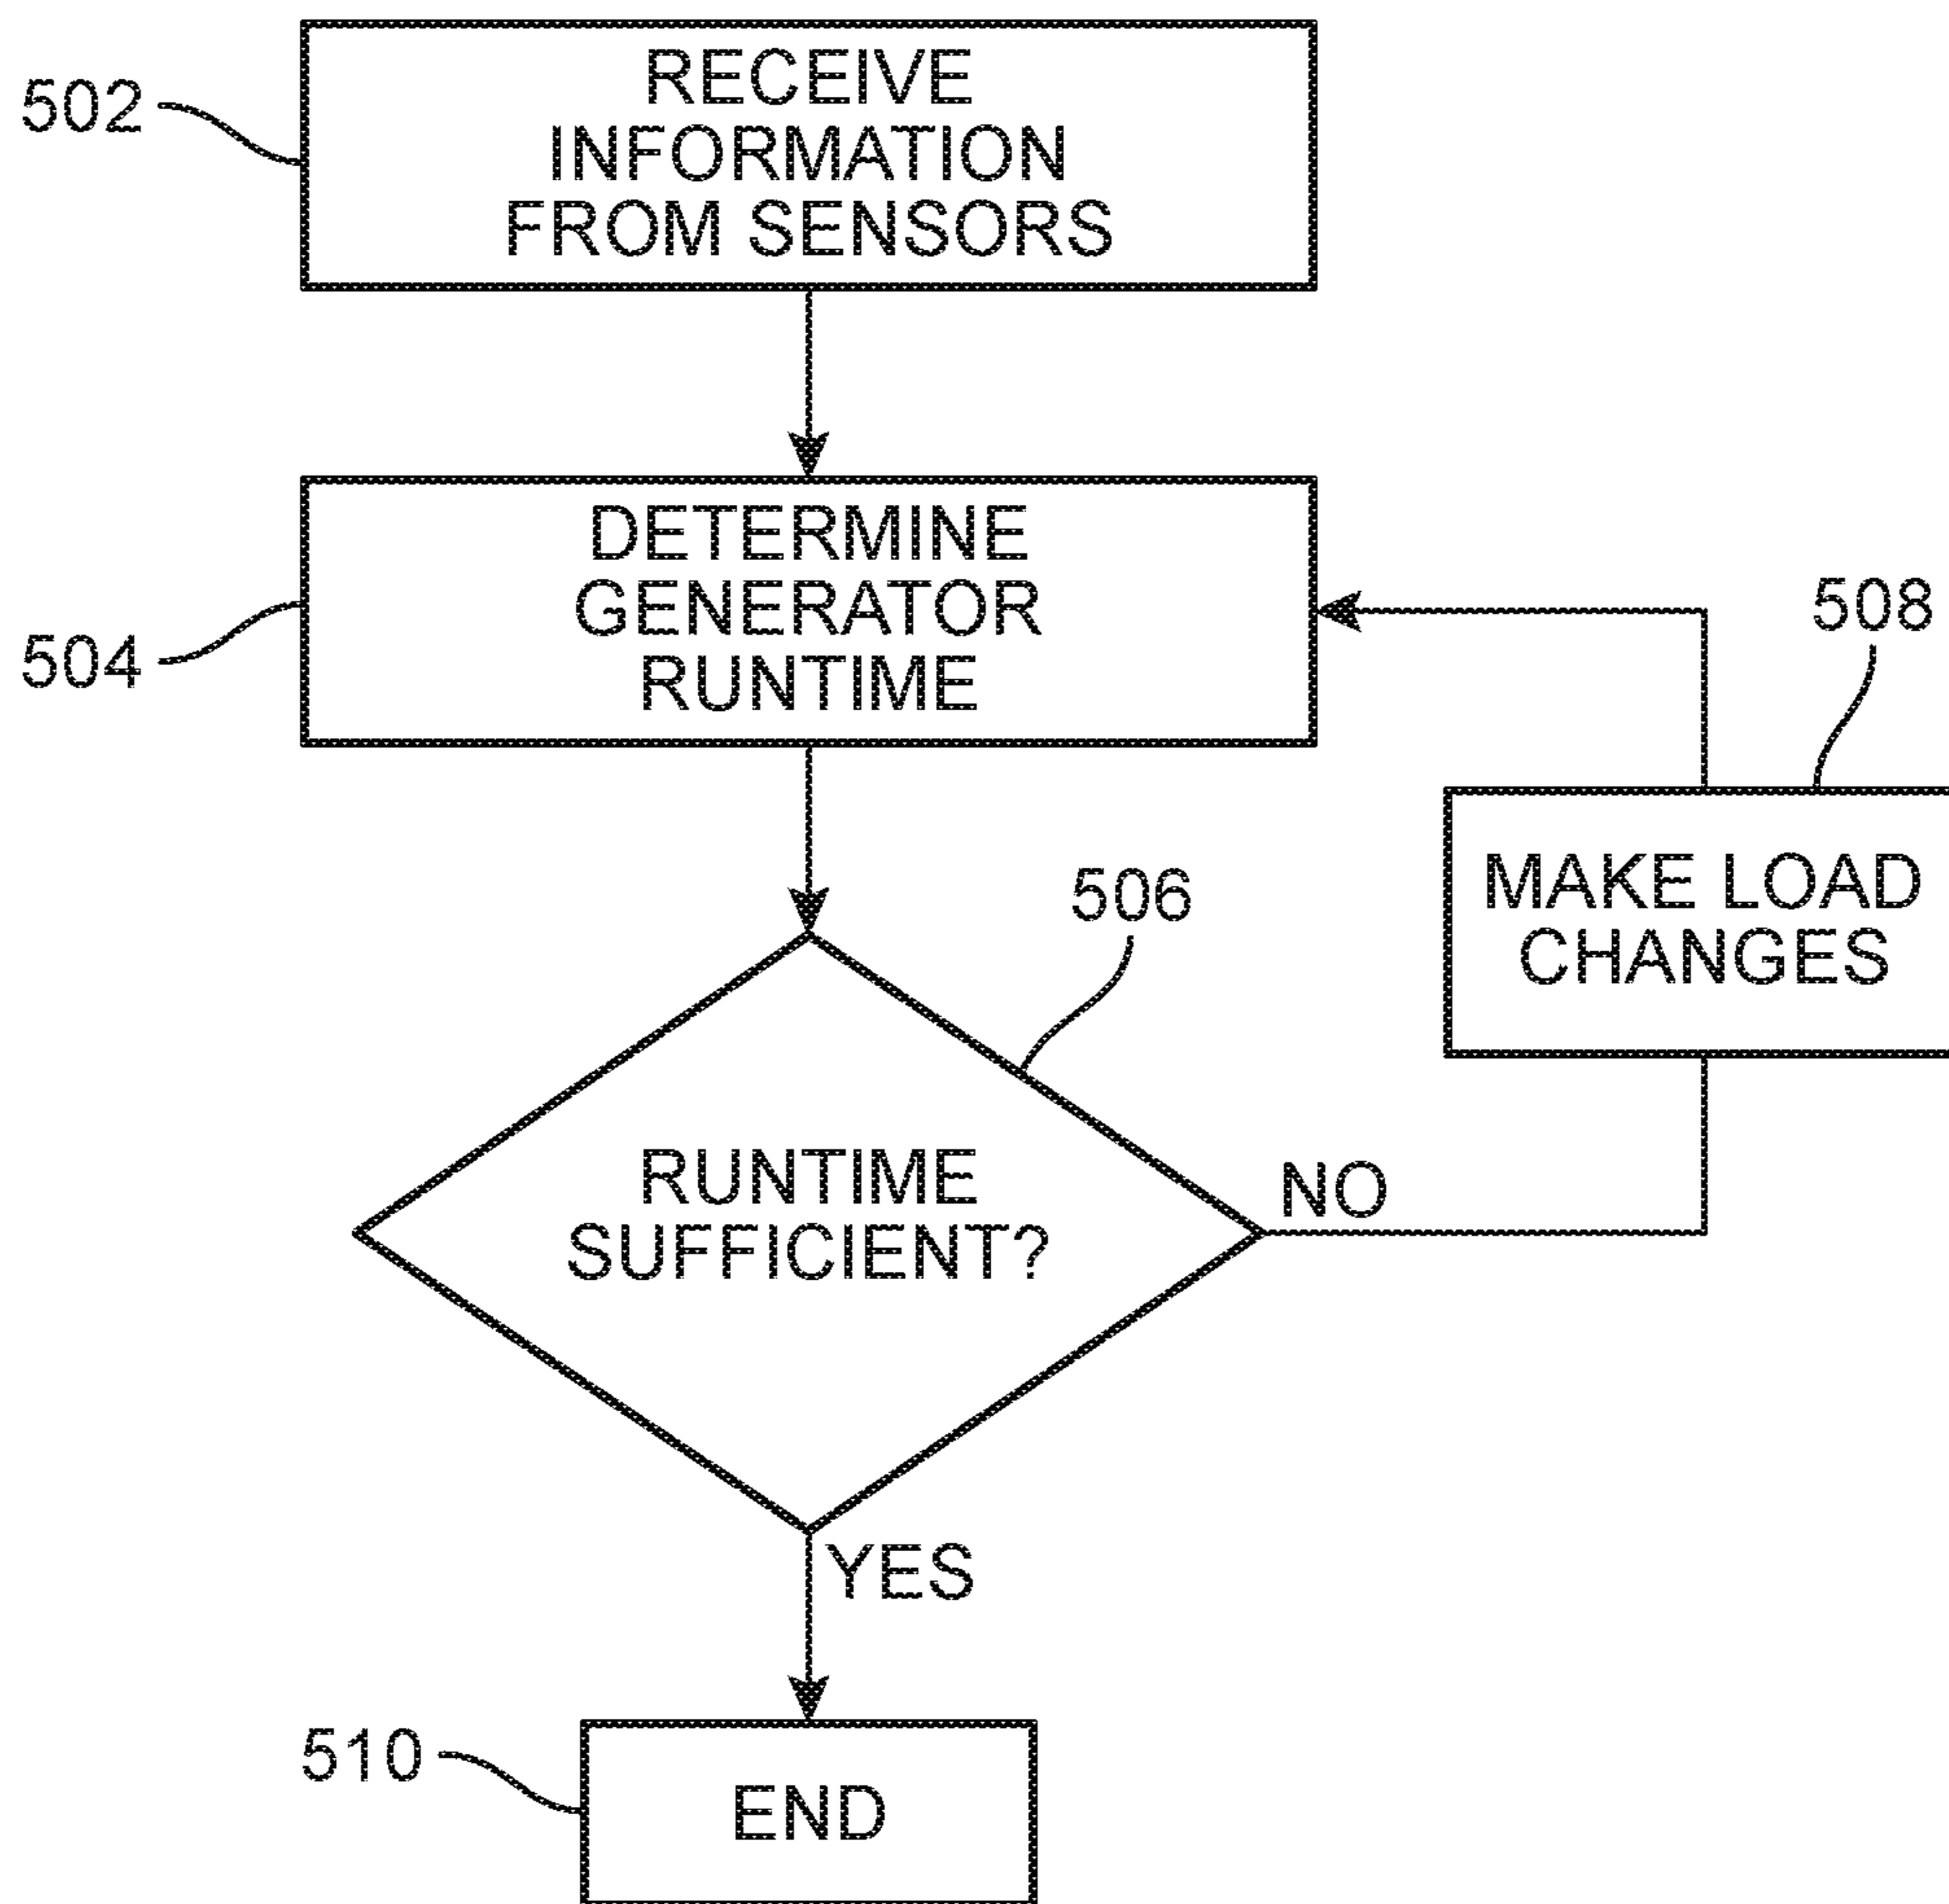 502
RECEIVE
INFORMATION
FROM SENSORS
504
DETERMINE
GENERATOR
RUNTIME
508
MAKE LOAD
CHANGES
506
RUNTIME
SUFFICIENT?
NO
YES
510
END